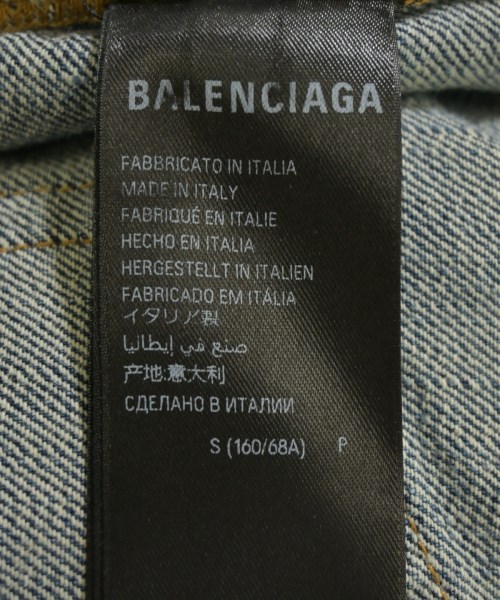 BALENCIAGA
FABBRICATO IN ITALIA
MADE IN ITALY
FABRIQUÉ EN ITALIE
HECHO EN ITALIA
HERGESTELLT IN ITALIEN
FABRICADO EM ITÁLIA
イタリア製
صنع في إيطاليا
产地:意大利
СДЕЛАНО В ИТАЛИИ
S (160/68A) P